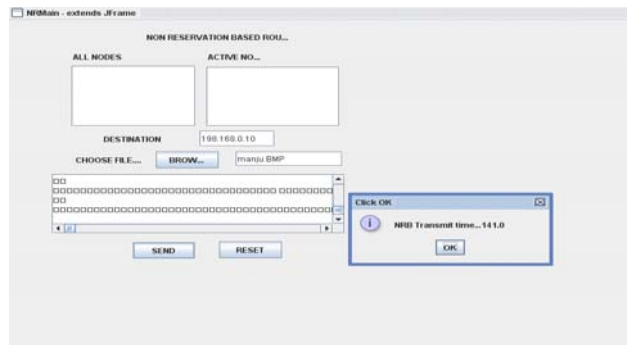 NRMain - extends JFrame
NON RESERVATION BASED ROU...
ALL NODES
ACTIVE NO...
DESTINATION
198.168.0.10
CHOOSE FILE....
BROW...
manju.BMP
SEND
RESET
Click OK
NRB Transmit time...141.0
OK